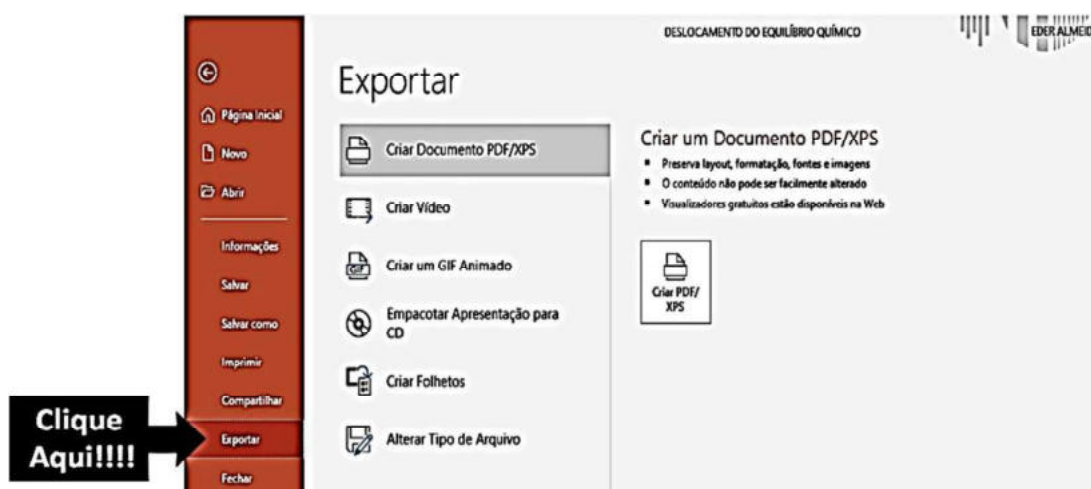 DESLOCAMENTO DO EQUILÍBRIO QUÍMICO
EDER ALMEID
Exportar
Página Inicial
Novo
Abrir
Informações
Salvar
Salvar como
Imprimir
Compartilhar
Exportar
Fechar
Clique
Aqui!!!!
Criar Documento PDF/XPS
Criar Vídeo
Criar um GIF Animado
Empacotar Apresentação para
CD
Criar Folhetos
Alterar Tipo de Arquivo
Criar um Documento PDF/XPS
Preserva layout, formatação, fontes e imagens
O conteúdo não pode ser facilmente alterado
Visualizadores gratuitos estão disponíveis na Web
Criar PDF/
XPS
GIF